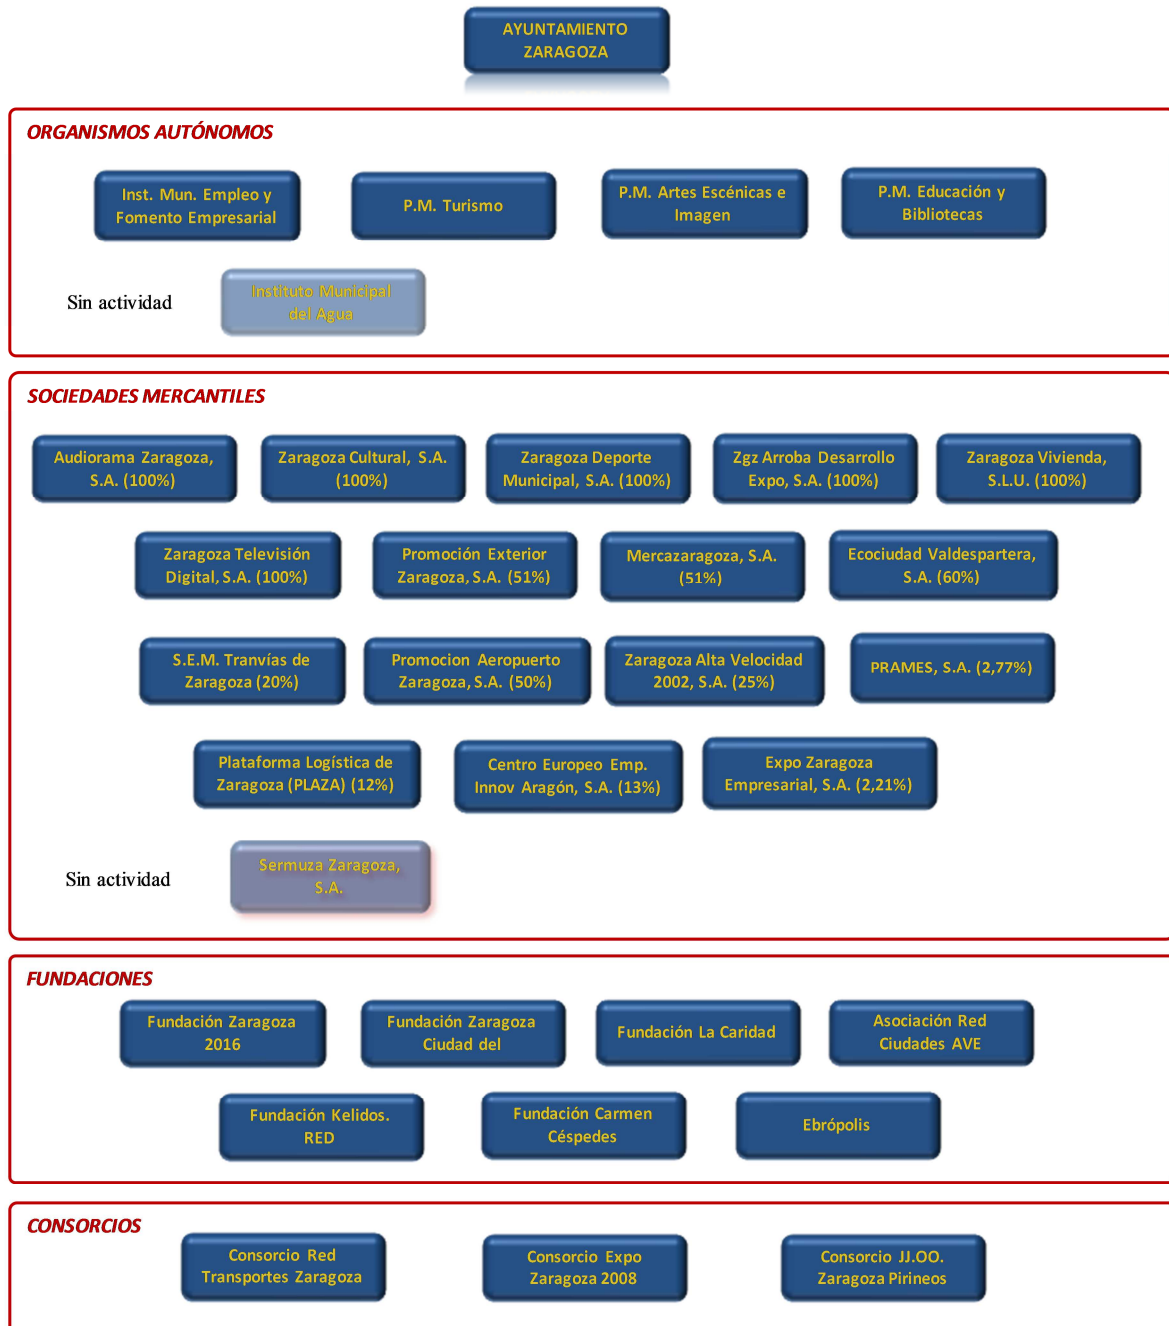 AYUNTAMIENTO
ZARAGOZA
ORGANISMOS AUTÓNOMOS
Inst. Mun. Empleo y
Fomento Empresarial
P.M. Turismo
P.M. Artes Escénicas e
Imagen
P.M. Educación y
Bibliotecas
Sin actividad
Instituto Municipal
del Agua
SOCIEDADES MERCANTILES
Audiorama Zaragoza,
S.A. (100%)
Zaragoza Cultural, S.A.
(100%)
Zaragoza Deporte
Municipal, S.A. (100%)
Zgz Arroba Desarrollo
Expo, S.A. (100%)
Zaragoza Vivienda,
S.L.U. (100%)
Zaragoza Televisión
Digital, S.A. (100%)
Promoción Exterior
Zaragoza, S.A. (51%)
Mercazaragoza, S.A.
(51%)
Ecociudad Valdespartera,
S.A. (60%)
S.E.M. Tranvías de
Zaragoza (20%)
Promocion Aeropuerto
Zaragoza, S.A. (50%)
Zaragoza Alta Velocidad
2002, S.A. (25%)
PRAMES, S.A. (2,77%)
Plataforma Logística de
Zaragoza (PLAZA) (12%)
Centro Europeo Emp.
Innov Aragón, S.A. (13%)
Expo Zaragoza
Empresarial, S.A. (2,21%)
Sin actividad
Sermuza Zaragoza,
S.A.
FUNDACIONES
Fundación Zaragoza
2016
Fundación Zaragoza
Ciudad del
Fundación La Caridad
Asociación Red
Ciudades AVE
Fundación Kelidos.
RED
Fundación Carmen
Céspedes
Ebrópolis
CONSORCIOS
Consorcio Red
Transportes Zaragoza
Consorcio Expo
Zaragoza 2008
Consorcio JJ.OO.
Zaragoza Pirineos